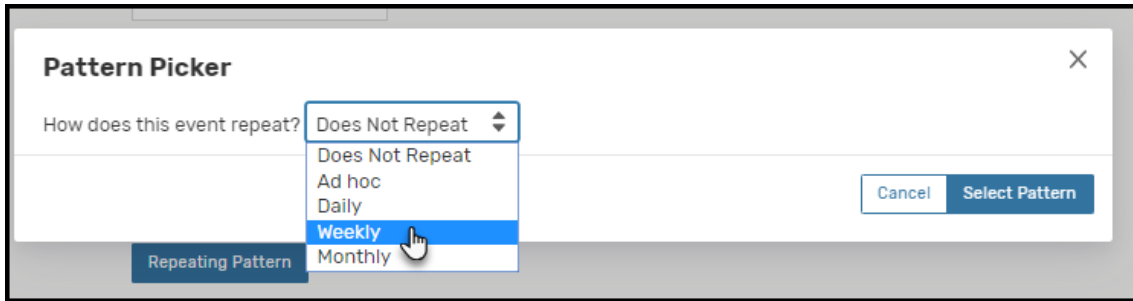 Pattern Picker
How does this event repeat? Does Not Repeat
Does Not Repeat
Ad hoc
Daily
Weekly
Monthly
Cancel Select Pattern
Repeating Pattern